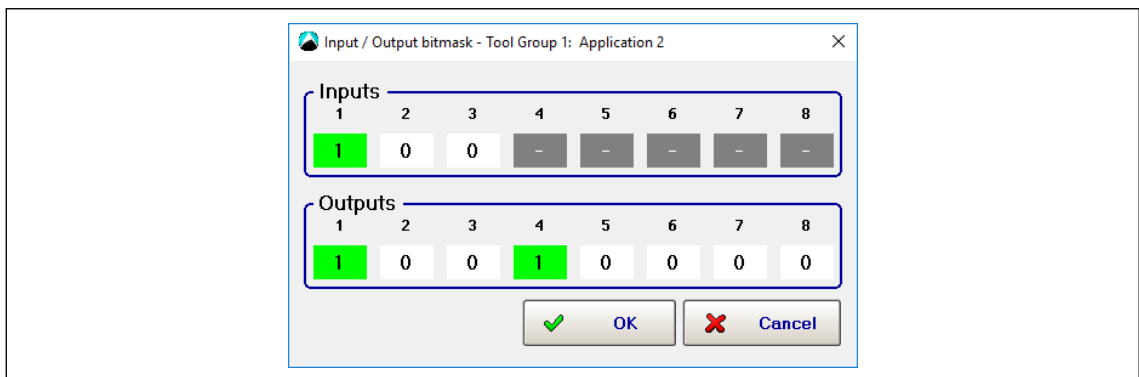 Input / Output bitmask - Tool Group 1: Application 2
Inputs
1 2 3 4 5 6 7 8
1 0 0 - - - - -
Outputs
1 2 3 4 5 6 7 8
1 0 0 1 0 0 0 0
OK Cancel